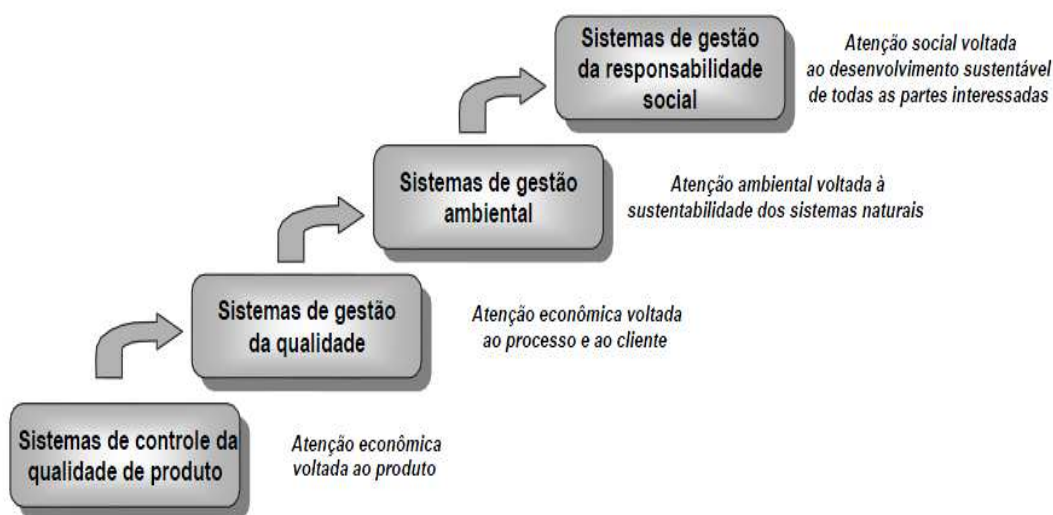 Sistemas de gestão
da responsabilidade
social
Atenção social voltada
ao desenvolvimento sustentável
de todas as partes interessadas
Sistemas de gestão
ambiental
Atenção ambiental voltada à
sustentabilidade dos sistemas naturais
Sistemas de gestão
da qualidade
Atenção econômica voltada
ao processo e ao cliente
Sistemas de controle da
qualidade de produto
Atenção econômica
voltada ao produto